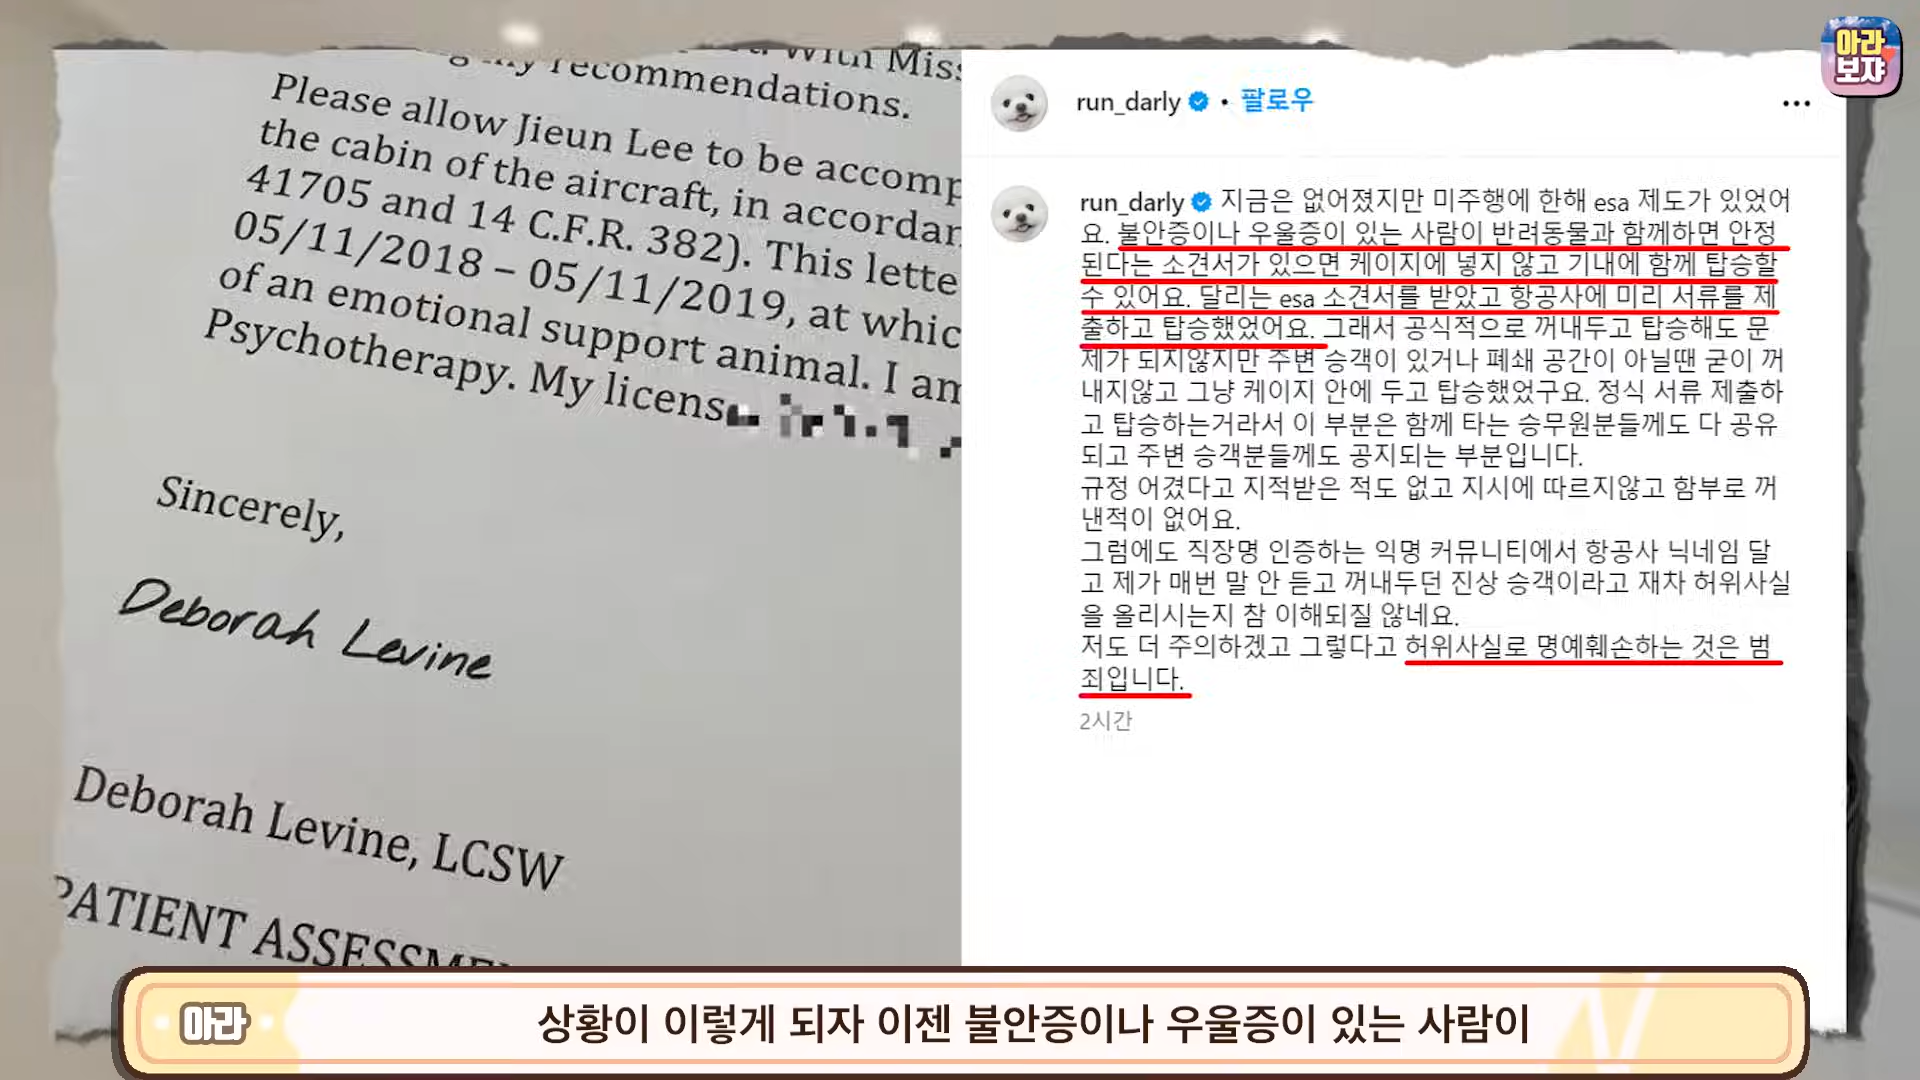 아라
보쟈
with Miss
my recommendations.
Please allow Jieun Lee to be accomp
the cabin of the aircraft, in accordan
41705 and 14 C.F.R. 382). This lette
05/11/2018 – 05/11/2019, at whic
of an emotional support animal. I am
Psychotherapy. My license
Sincerely,
Deborah Levine
Deborah Levine, LCSW
PATIENT ASSESSME
run_darly • 팔로우
run_darly 지금은 없어졌지만 미주행에 한해 esa 제도가 있었어
요. 불안증이나 우울증이 있는 사람이 반려동물과 함께하면 안정
된다는 소견서가 있으면 케이지에 넣지 않고 기내에 함께 탑승할
수 있어요. 달리는 esa 소견서를 받았고 항공사에 미리 서류를 제
출하고 탑승했었어요. 그래서 공식적으로 꺼내두고 탑승해도 문
제가 되지않지만 주변 승객이 있거나 폐쇄 공간이 아닐땐 굳이 꺼
내지않고 그냥 케이지 안에 두고 탑승했었구요. 정식 서류 제출하
고 탑승하는거라서 이 부분은 함께 타는 승무원분들께도 다 공유
되고 주변 승객분들께도 공지되는 부분입니다.
규정 어겼다고 지적받은 적도 없고 지시에 따르지않고 함부로 꺼
낸적이 없어요.
그럼에도 직장명 인증하는 익명 커뮤니티에서 항공사 닉네임 달
고 제가 매번 말 안 듣고 꺼내두던 진상 승객이라고 재차 허위사실
을 올리시는지 참 이해되질 않네요.
저도 더 주의하겠고 그렇다고 허위사실로 명예훼손하는 것은 범
죄입니다.
2시간
아라
상황이 이렇게 되자 이젠 불안증이나 우울증이 있는 사람이